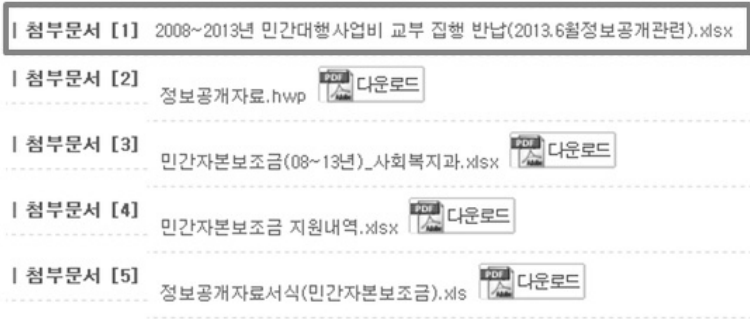 | 첨부문서 [1] 2008~2013년 민간대행사업비 교부 집행 반납(2013.6월정보공개관련).xlsx
| 첨부문서 [2] 정보공개자료.hwp PDF 다운로드
| 첨부문서 [3] 민간자본보조금(08~13년)_사회복지과.xlsx PDF 다운로드
| 첨부문서 [4] 민간자본보조금 지원내역.xlsx PDF 다운로드
| 첨부문서 [5] 정보공개자료서식(민간자본보조금).xls PDF 다운로드